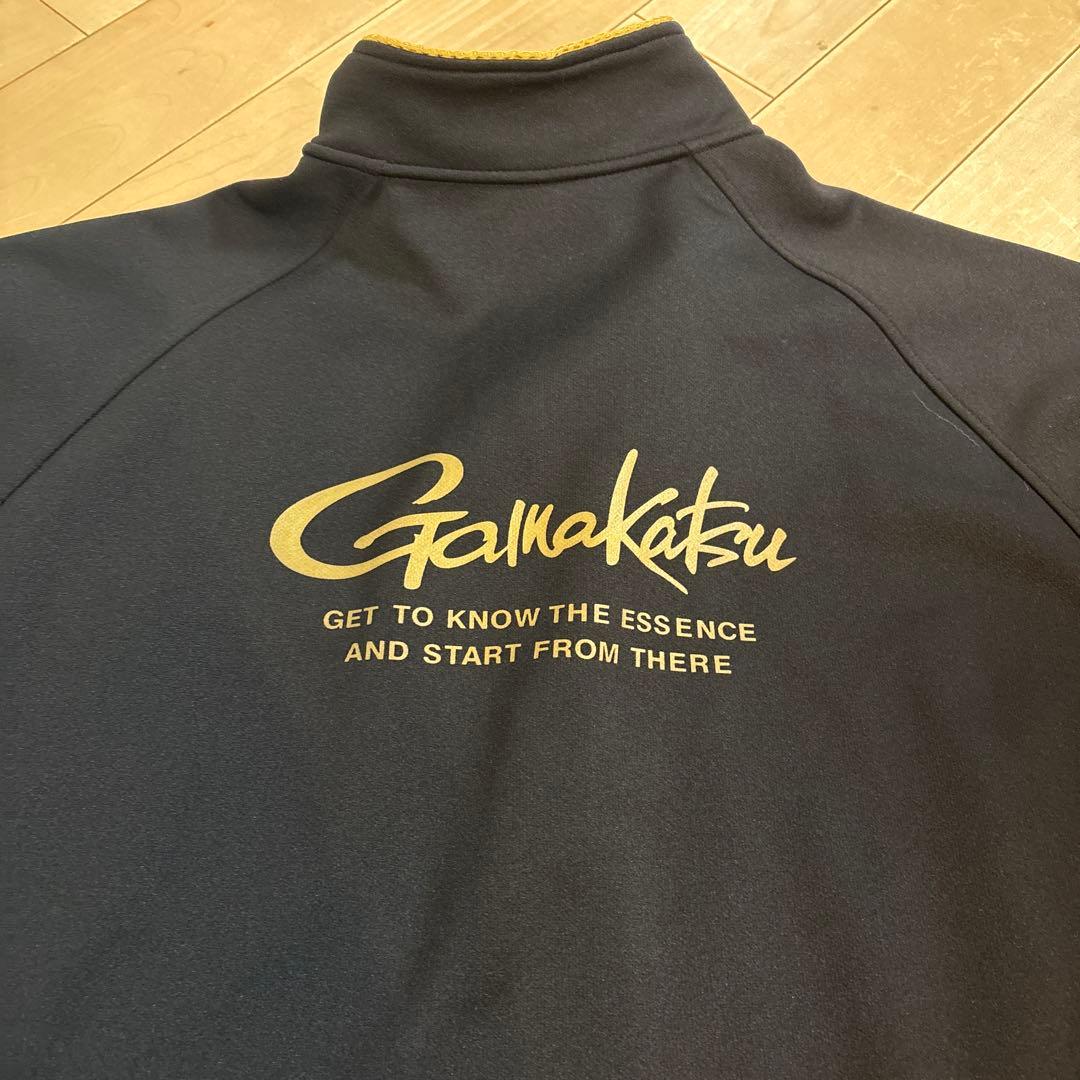 Gamakatsu
GET TO KNOW THE ESSENCE
AND START FROM THERE